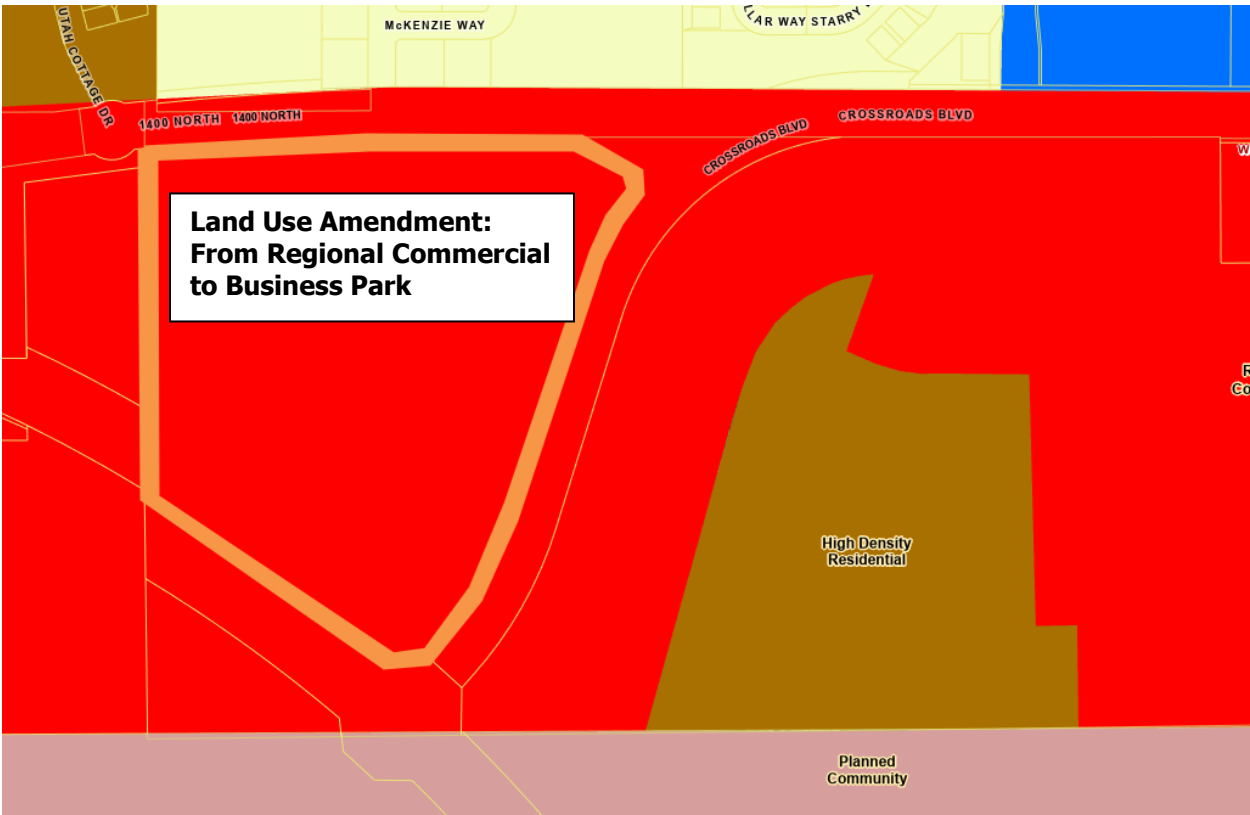 UTAH COTTAGE DR
McKENZIE WAY
WAY STARRY
1400 NORTH 1400 NORTH
CROSSROADS BLVD
CROSSROADS BLVD
Land Use Amendment:
From Regional Commercial
to Business Park
High Density
Residential
Planned
Community